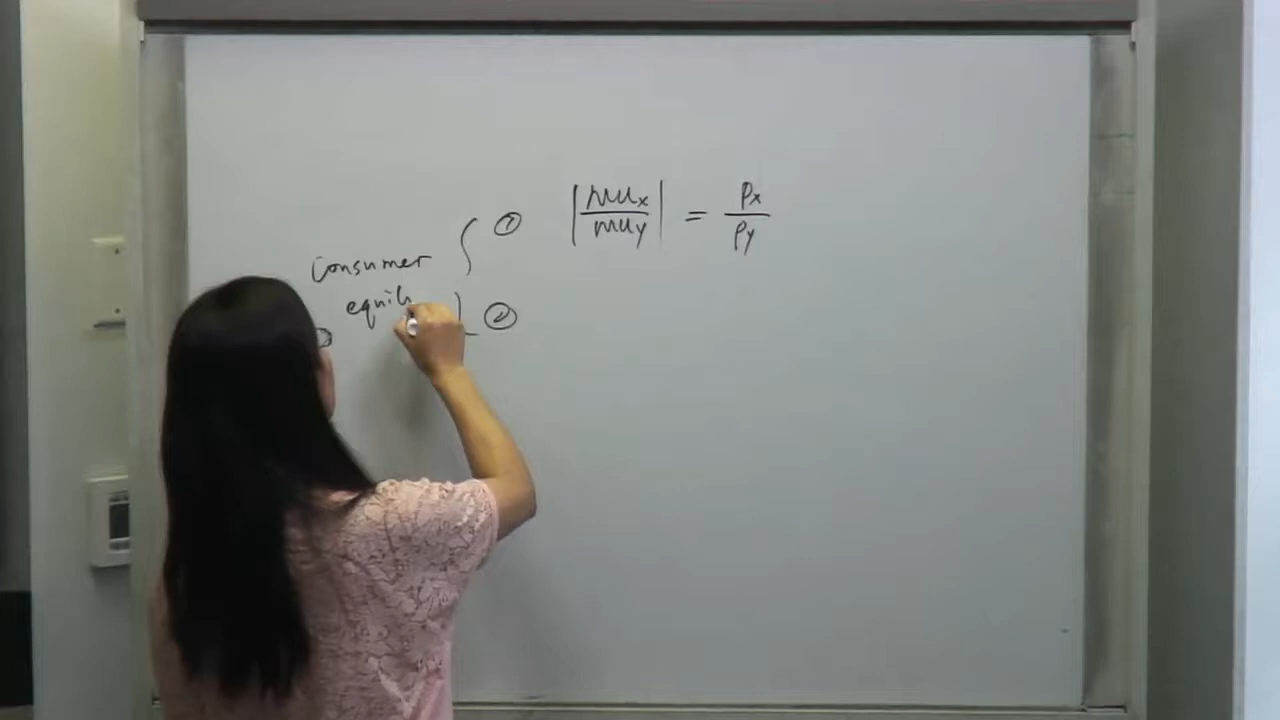 ① |MUx/MUy| = Px/Py
consumer
equili
②